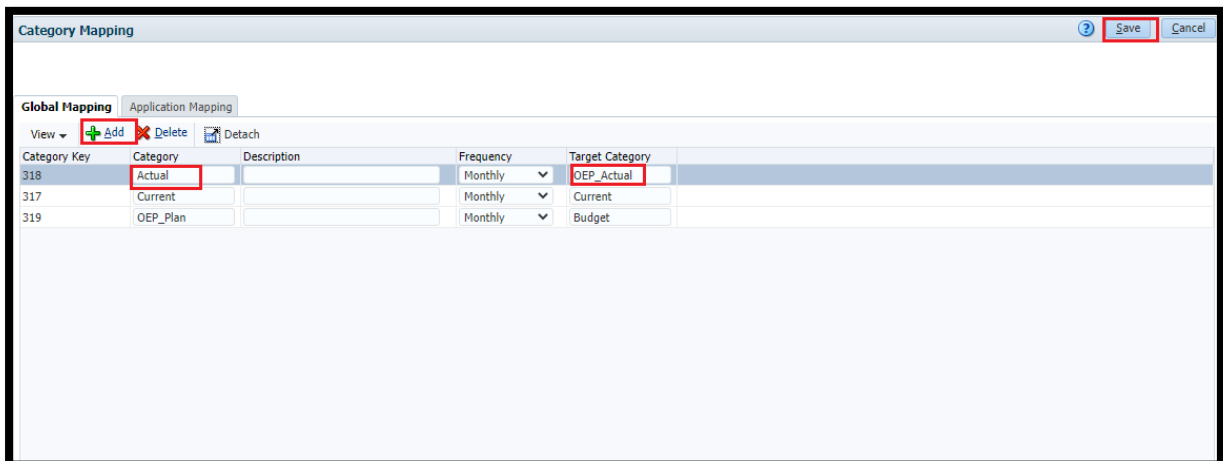 Category Mapping ? Save Cancel
Global Mapping Application Mapping
View Add Delete Detach
Category Key Category Description Frequency Target Category
318 Actual Monthly OEP_Actual
317 Current Monthly Current
319 OEP_Plan Monthly Budget